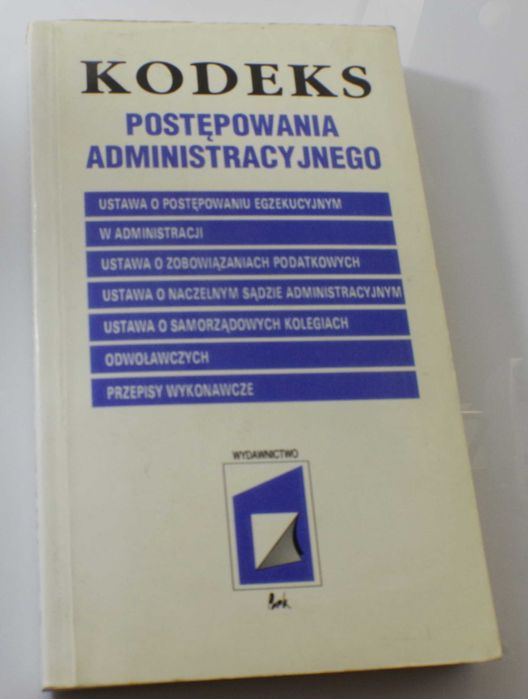 KODEKS
POSTĘPOWANIA
ADMINISTRACYJNEGO
USTAWA O POSTĘPOWANIU EGZEKUCYJNYM
W ADMINISTRACJI
USTAWA O ZOBOWIĄZANIACH PODATKOWYCH
USTAWA O NACZELNYM SĄDZIE ADMINISTRACYJNYM
USTAWA O SAMORZĄDOWYCH KOLEGIACH
ODWOŁAWCZYCH
PRZEPISY WYKONAWCZE
WYDAWNICTWO